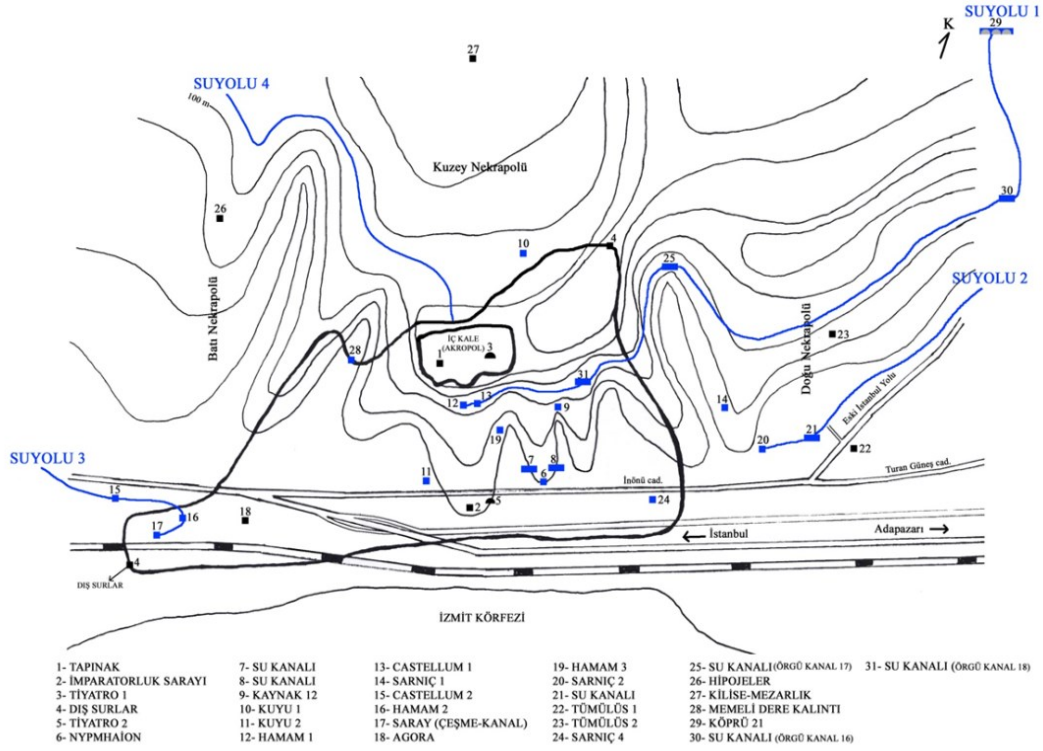 SUYOLU 1
29
K
27
SUYOLU 4
100 m
Kuzey Nekrapolü
30
26
10
4
25
SUYOLU 2
Batı Nekrapolü
Doğu Nekrapolü
23
İÇ KALE
(AKROPOL)
3
1
28
31
Eski İstanbul Yolu
12
13
9
14
19
20
21
22
SUYOLU 3
7
8
11
6
Turan Güneş cad.
İnönü cad.
15
24
5
2
16
18
17
İstanbul
Adapazarı
4
DIŞ SURLAR
İZMİT KÖRFEZİ
1- TAPINAK
2- İMPARATORLUK SARAYI
3- TİYATRO 1
4- DIŞ SURLAR
5- TİYATRO 2
6- NYPMHAİON
7- SU KANALI
8- SU KANALI
9- KAYNAK 12
10- KUYU 1
11- KUYU 2
12- HAMAM 1
13- CASTELLUM 1
14- SARNIÇ 1
15- CASTELLUM 2
16- HAMAM 2
17- SARAY (ÇEŞME-KANAL)
18- AGORA
19- HAMAM 3
20- SARNIÇ 2
21- SU KANALI
22- TÜMÜLÜS 1
23- TÜMÜLÜS 2
24- SARNIÇ 4
25- SU KANALI (ÖRGÜ KANAL 17)
26- HİPOJELER
27- KİLİSE-MEZARLIK
28- MEMELİ DERE KALINTI
29- KÖPRÜ 21
30- SU KANALI (ÖRGÜ KANAL 16)
31- SU KANALI (ÖRGÜ KANAL 18)